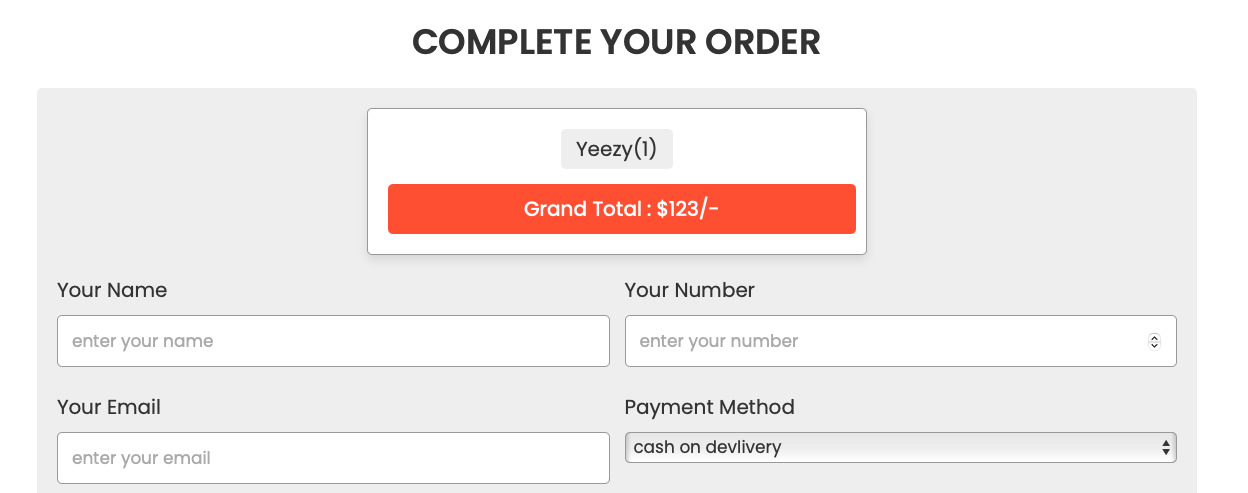 COMPLETE YOUR ORDER
Yeezy(1)
Grand Total : $123/-
Your Name
Your Number
enter your name
enter your number
Your Email
Payment Method
enter your email
cash on devlivery